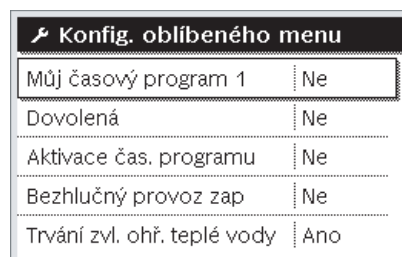 Konfig. oblíbeného menu
Můj časový program 1 Ne
Dovolená Ne
Aktivace čas. programu Ne
Bezhlučný provoz zap Ne
Trvání zvl. ohř. teplé vody Ano